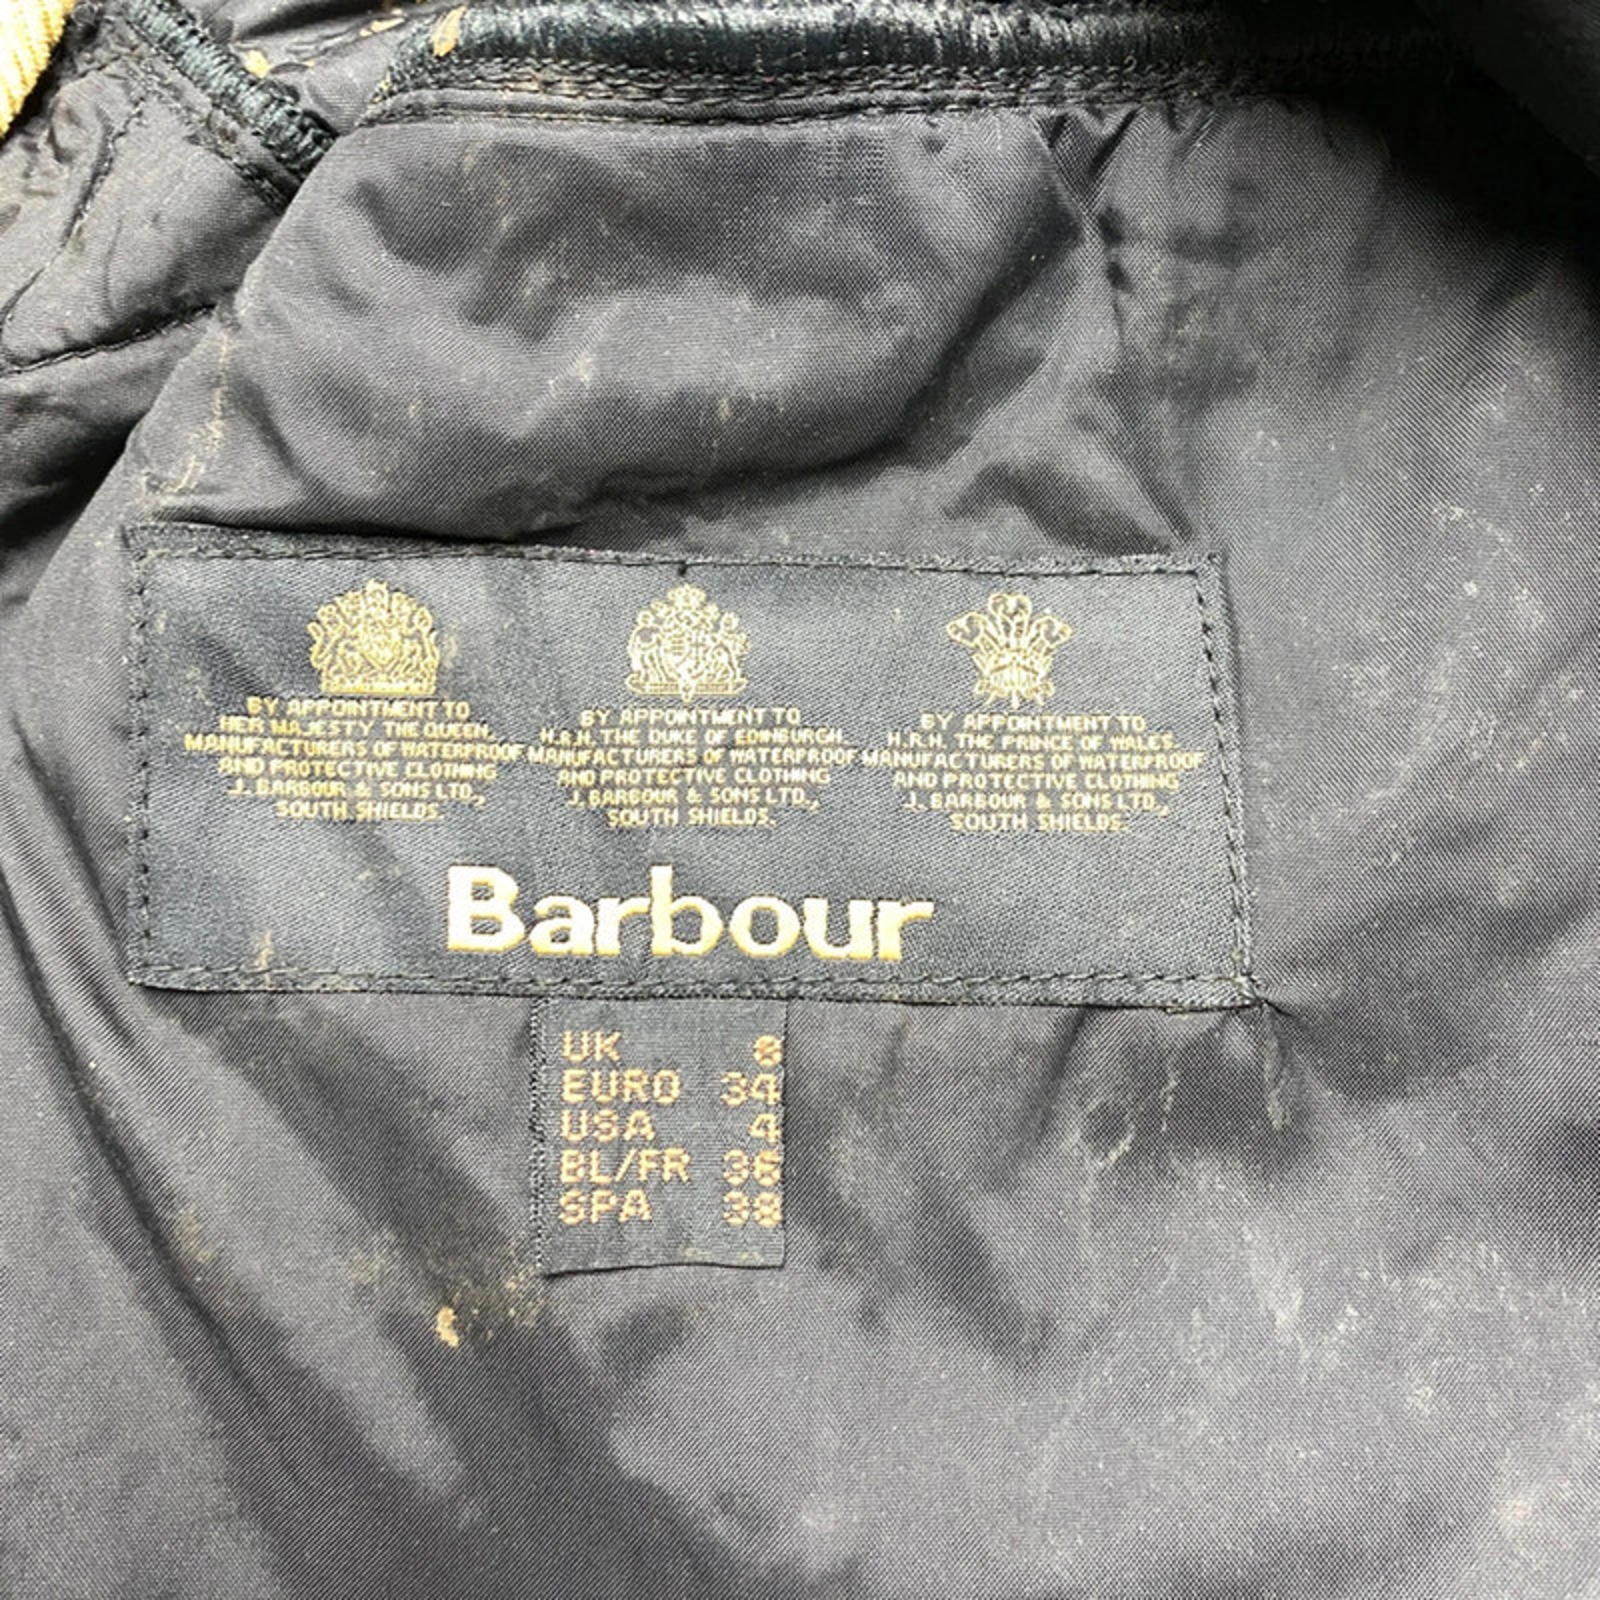 BY APPOINTMENT TO
HER MAJESTY THE QUEEN.
MANUFACTURERS OF WATERPROOF
AND PROTECTIVE CLOTHING
J. BARBOUR & SONS LTD.,
SOUTH SHIELDS.
BY APPOINTMENT TO
H.R.H. THE DUKE OF EDINBURGH.
MANUFACTURERS OF WATERPROOF
AND PROTECTIVE CLOTHING
J. BARBOUR & SONS LTD.,
SOUTH SHIELDS.
BY APPOINTMENT TO
H.R.H. THE PRINCE OF WALES.
MANUFACTURERS OF WATERPROOF
AND PROTECTIVE CLOTHING
J. BARBOUR & SONS LTD.,
SOUTH SHIELDS.
Barbour
UK 8
EURO 34
USA 4
BL/FR 36
SPA 38